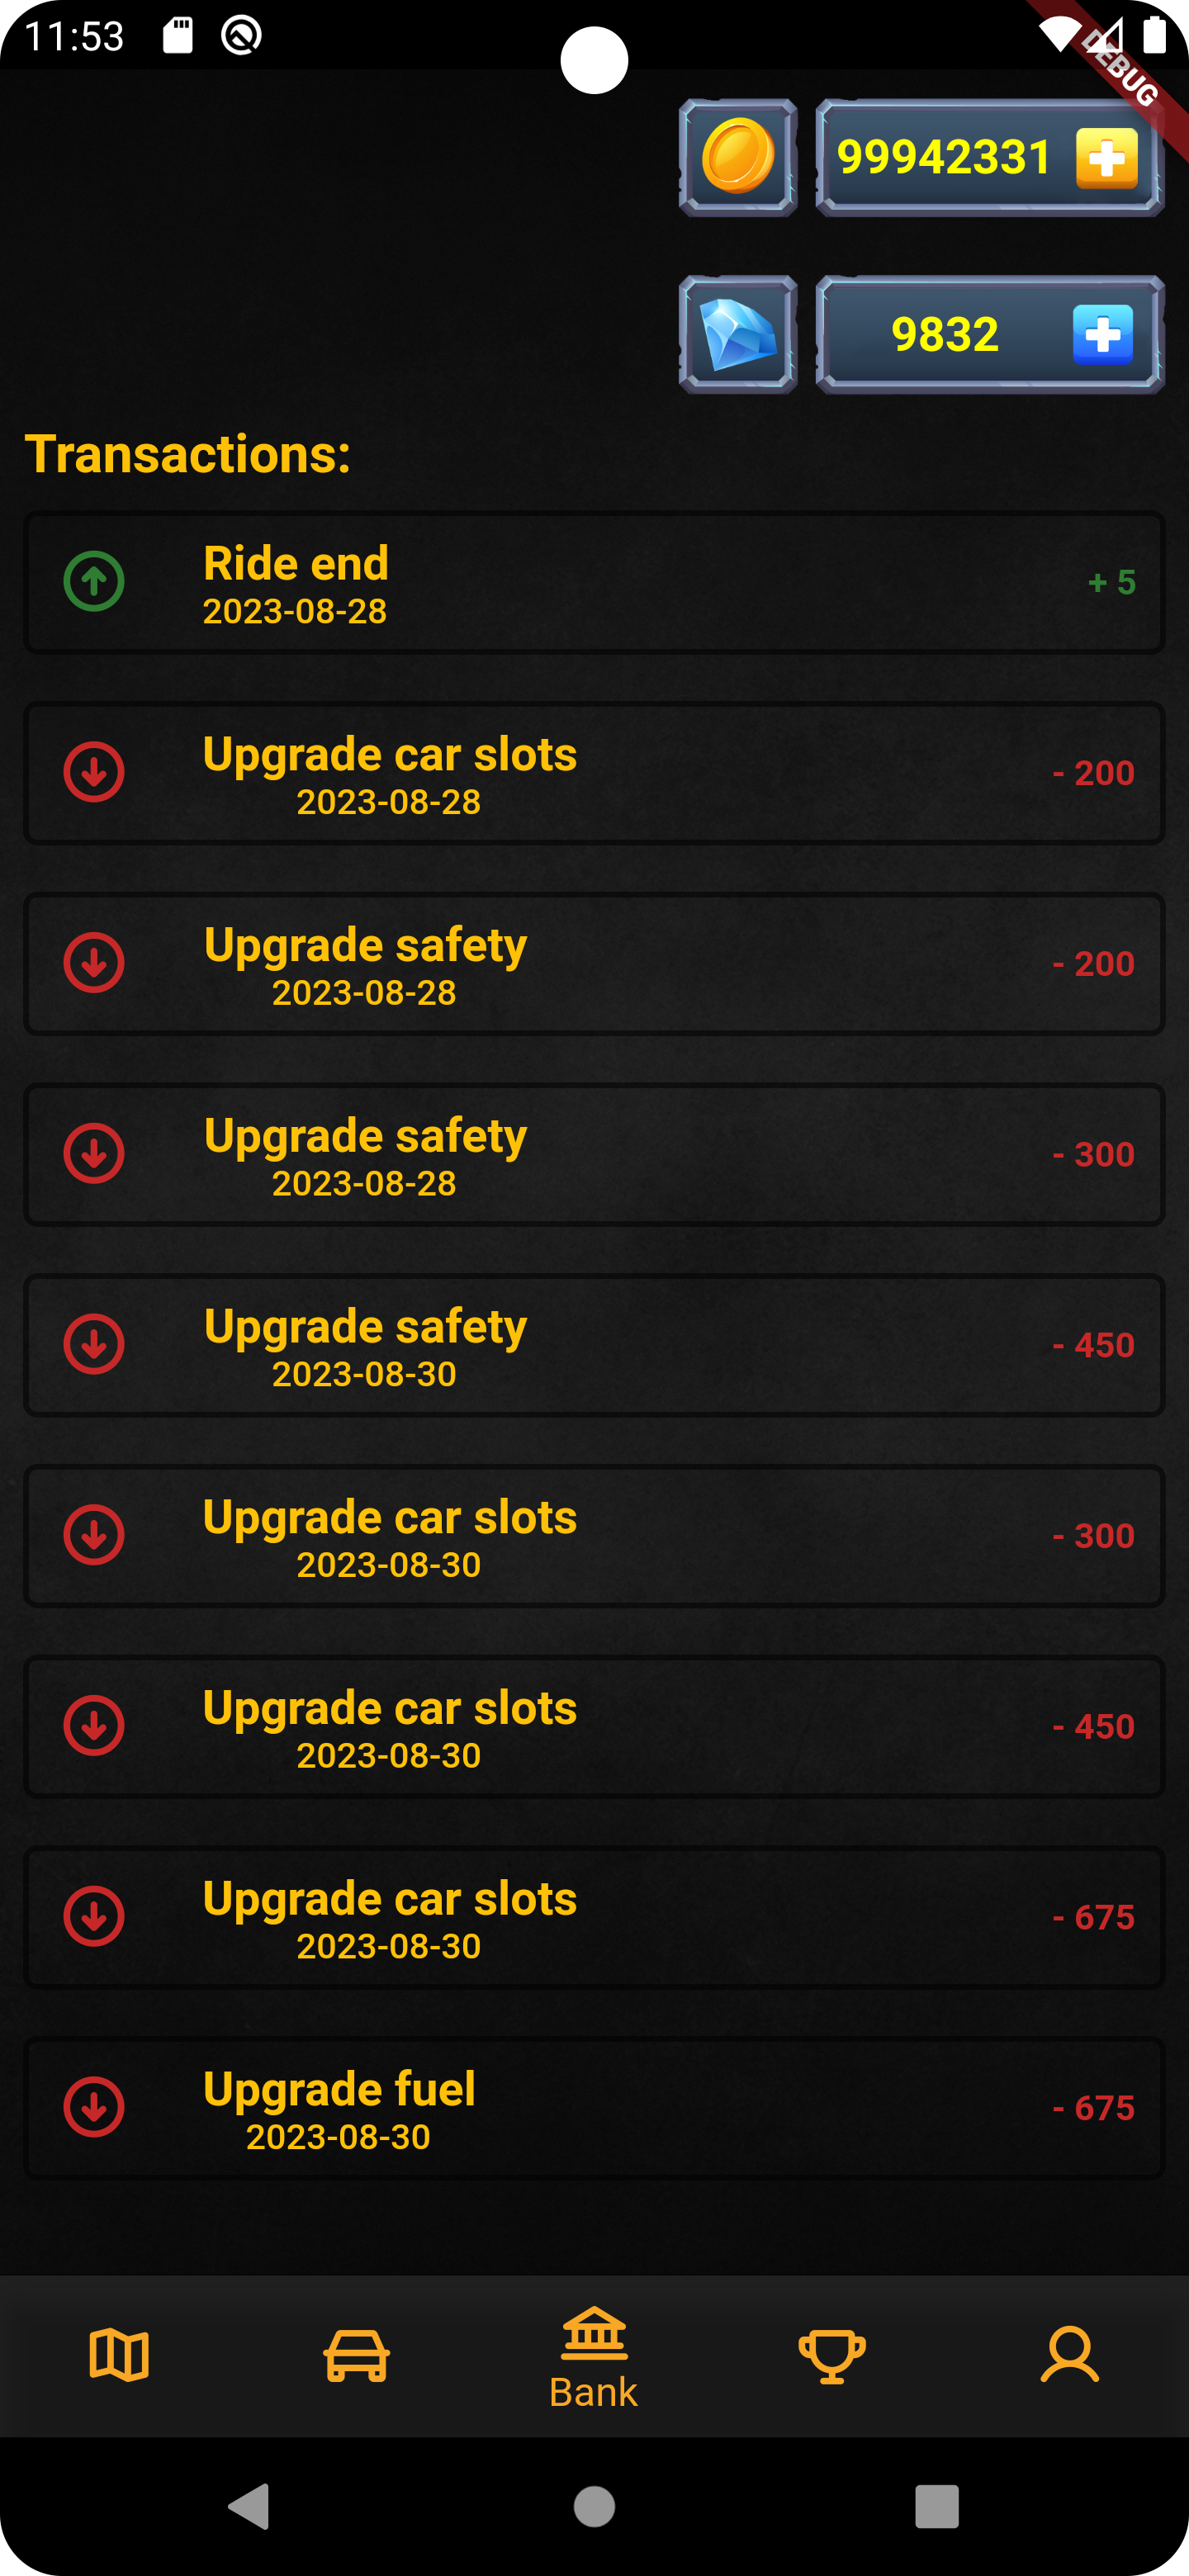 11:53
DEBUG
99942331
9832
Transactions:
Ride end
2023-08-28
+ 5
Upgrade car slots
2023-08-28
- 200
Upgrade safety
2023-08-28
- 200
Upgrade safety
2023-08-28
- 300
Upgrade safety
2023-08-30
- 450
Upgrade car slots
2023-08-30
- 300
Upgrade car slots
2023-08-30
- 450
Upgrade car slots
2023-08-30
- 675
Upgrade fuel
2023-08-30
- 675
Bank